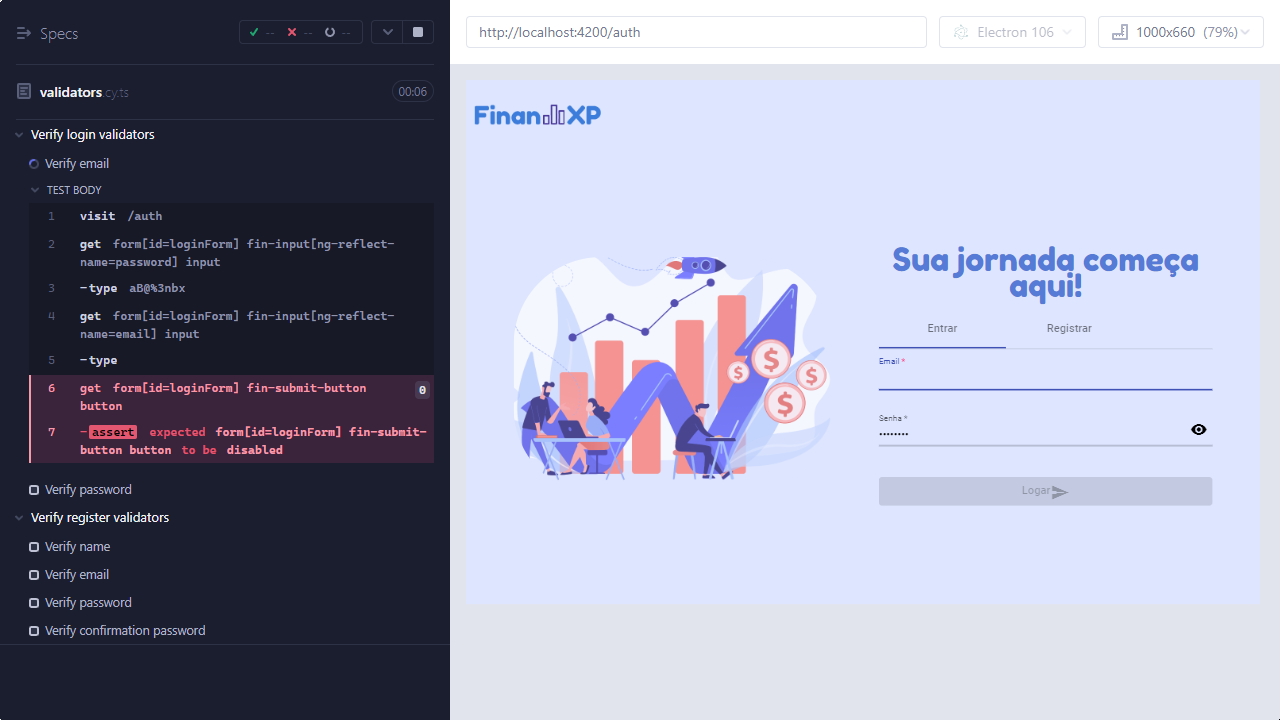 Specs
-- -- --
validators.cy.ts
00:06
Verify login validators
Verify email
TEST BODY
1 visit /auth
2 get form[id=loginForm] fin-input[ng-reflect-
name=password] input
3 -type aB@%3nbx
4 get form[id=loginForm] fin-input[ng-reflect-
name=email] input
5 -type
6 get form[id=loginForm] fin-submit-button
button
0
7 -assert expected form[id=loginForm] fin-submit-
button button to be disabled
Verify password
Verify register validators
Verify name
Verify email
Verify password
Verify confirmation password
http://localhost:4200/auth
Electron 106
1000x660 (79%)
Finan XP
Sua jornada começa
aqui!
Entrar
Registrar
Email *
Senha *
••••••••
Logar
$
$
$
$